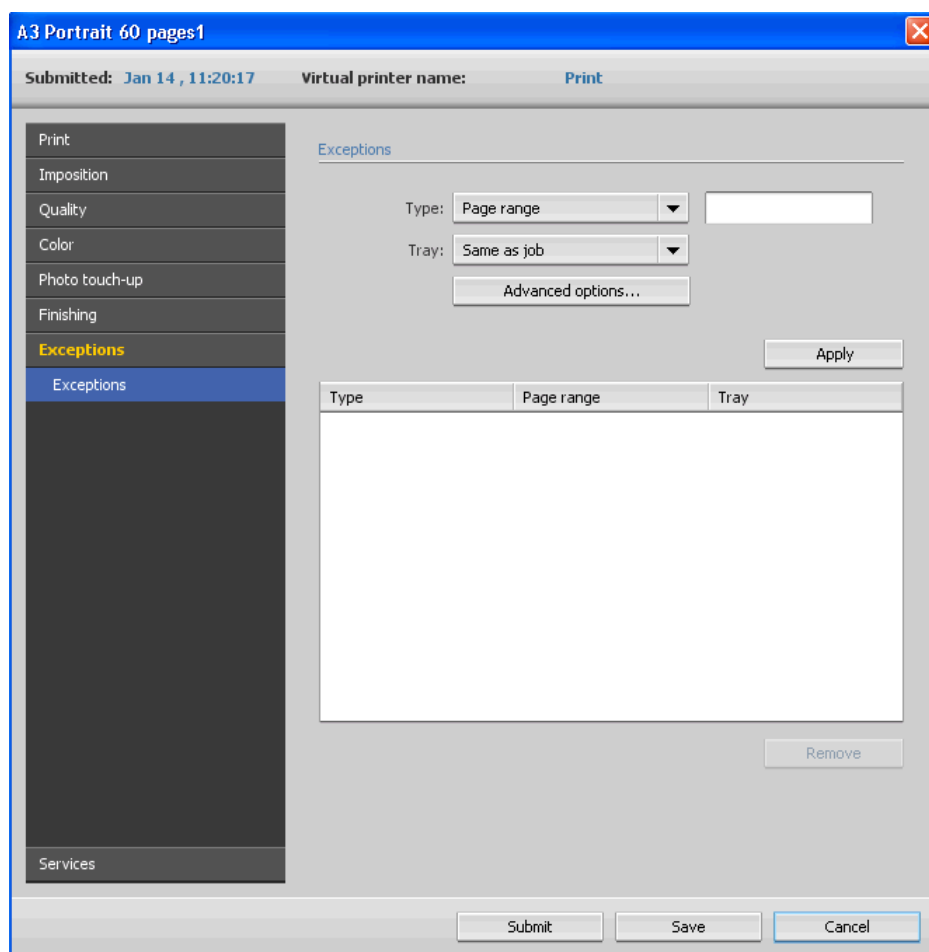 A3 Portrait 60 pages1
Submitted: Jan 14 , 11:20:17 Virtual printer name: Print
Print
Imposition
Quality
Color
Photo touch-up
Finishing
Exceptions
Exceptions
Services
Exceptions
Type: Page range
Tray: Same as job
Advanced options...
Apply
Type Page range Tray
Remove
Submit Save Cancel